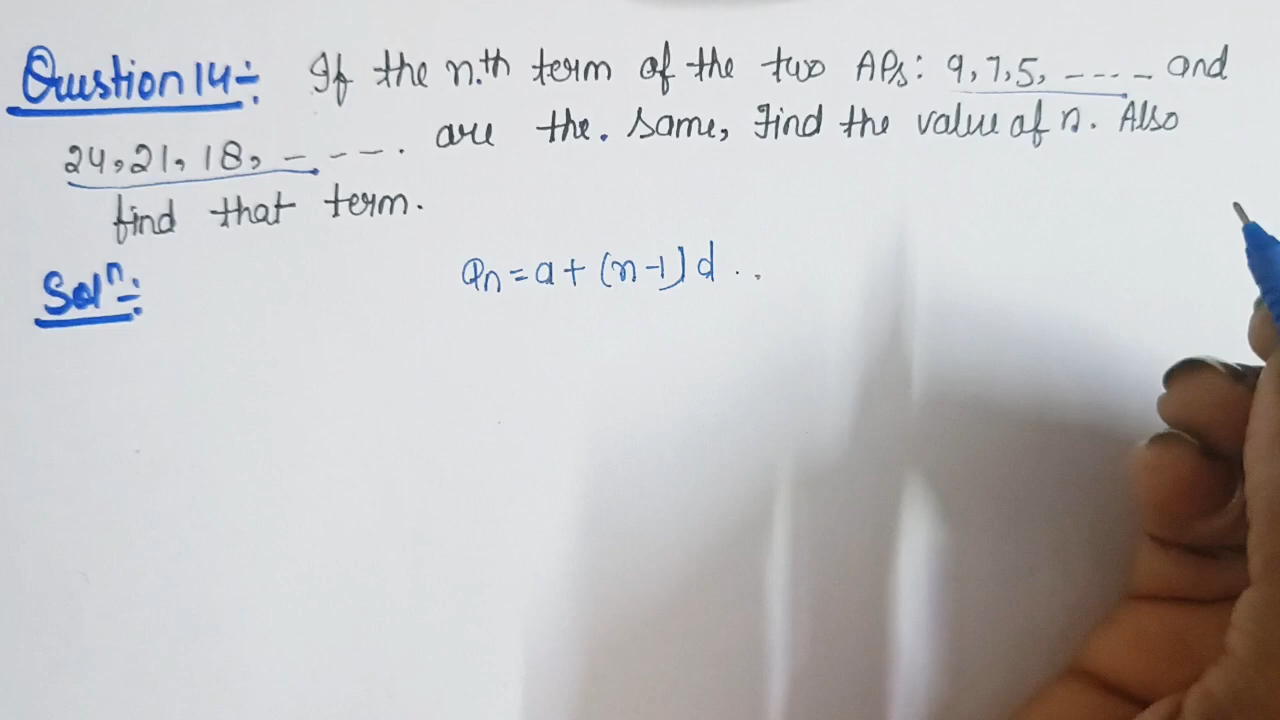 Question 14:- If the n.th term of the two APs: 9,7,5, ---- and
24,21,18, ----. are the. same, find the value of n. Also
find that term.
Solⁿ:-
an = a + (n-1) d ..